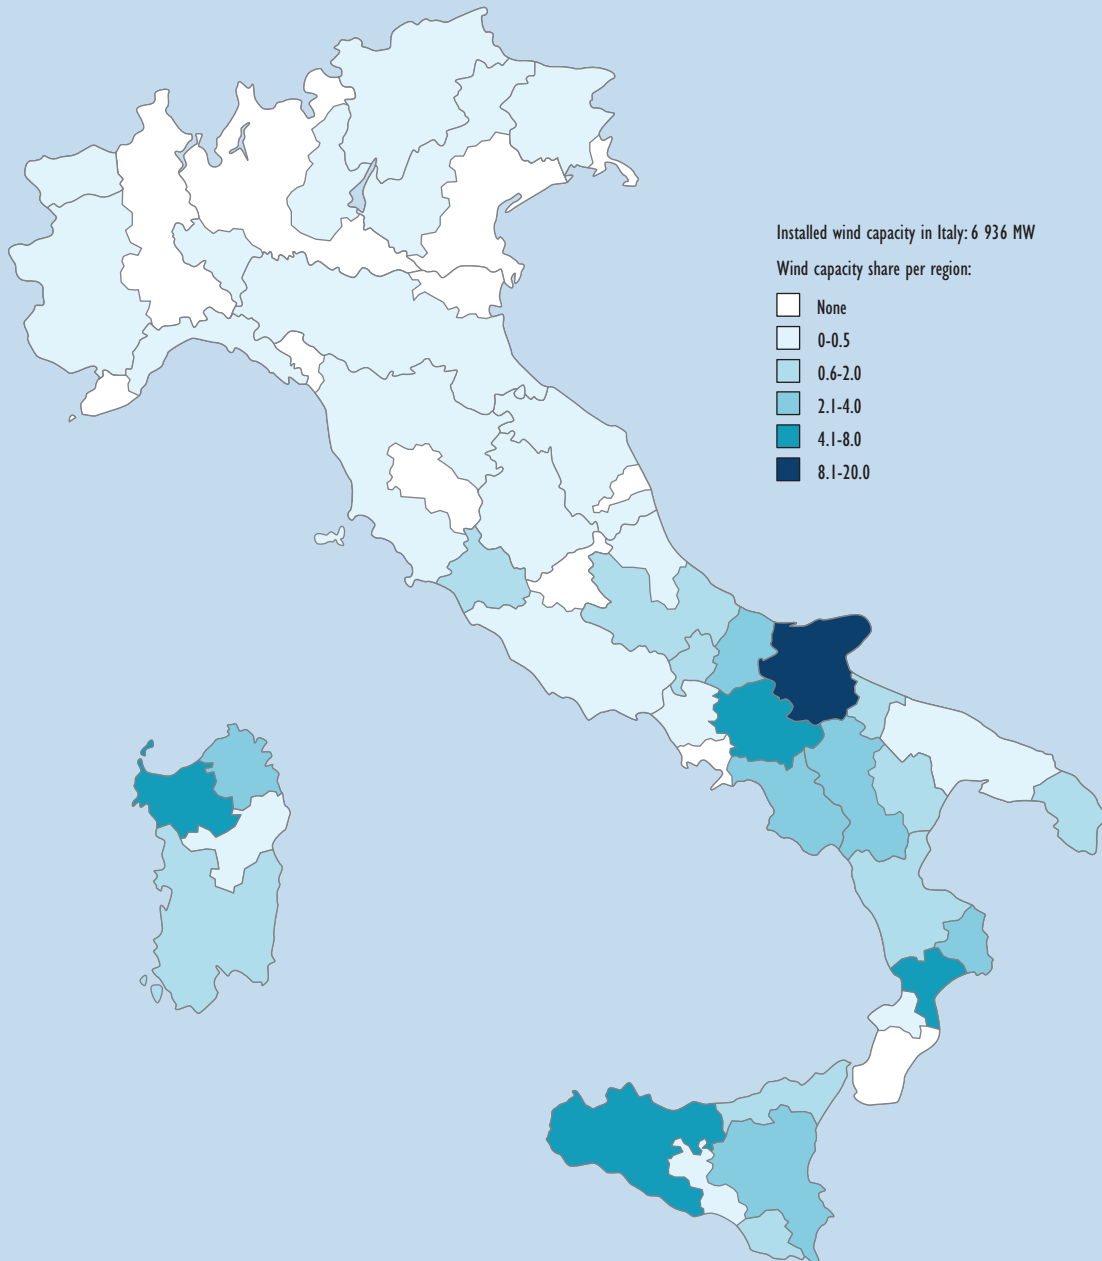 Installed wind capacity in Italy: 6 936 MW
Wind capacity share per region:
None
0-0.5
0.6-2.0
2.1-4.0
4.1-8.0
8.1-20.0